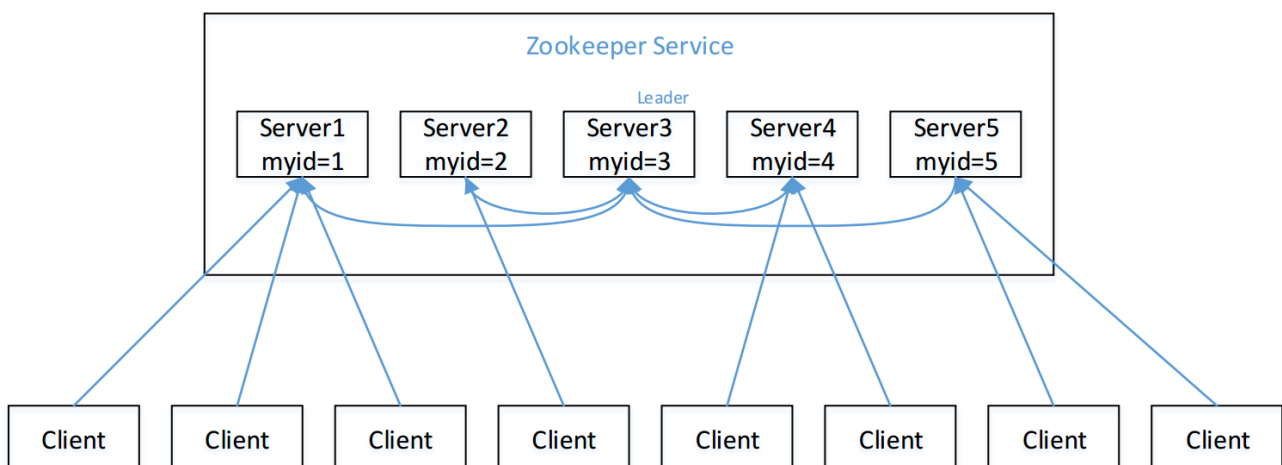 Zookeeper Service
Leader
Server1
myid=1
Server2
myid=2
Server3
myid=3
Server4
myid=4
Server5
myid=5
Client
Client
Client
Client
Client
Client
Client
Client